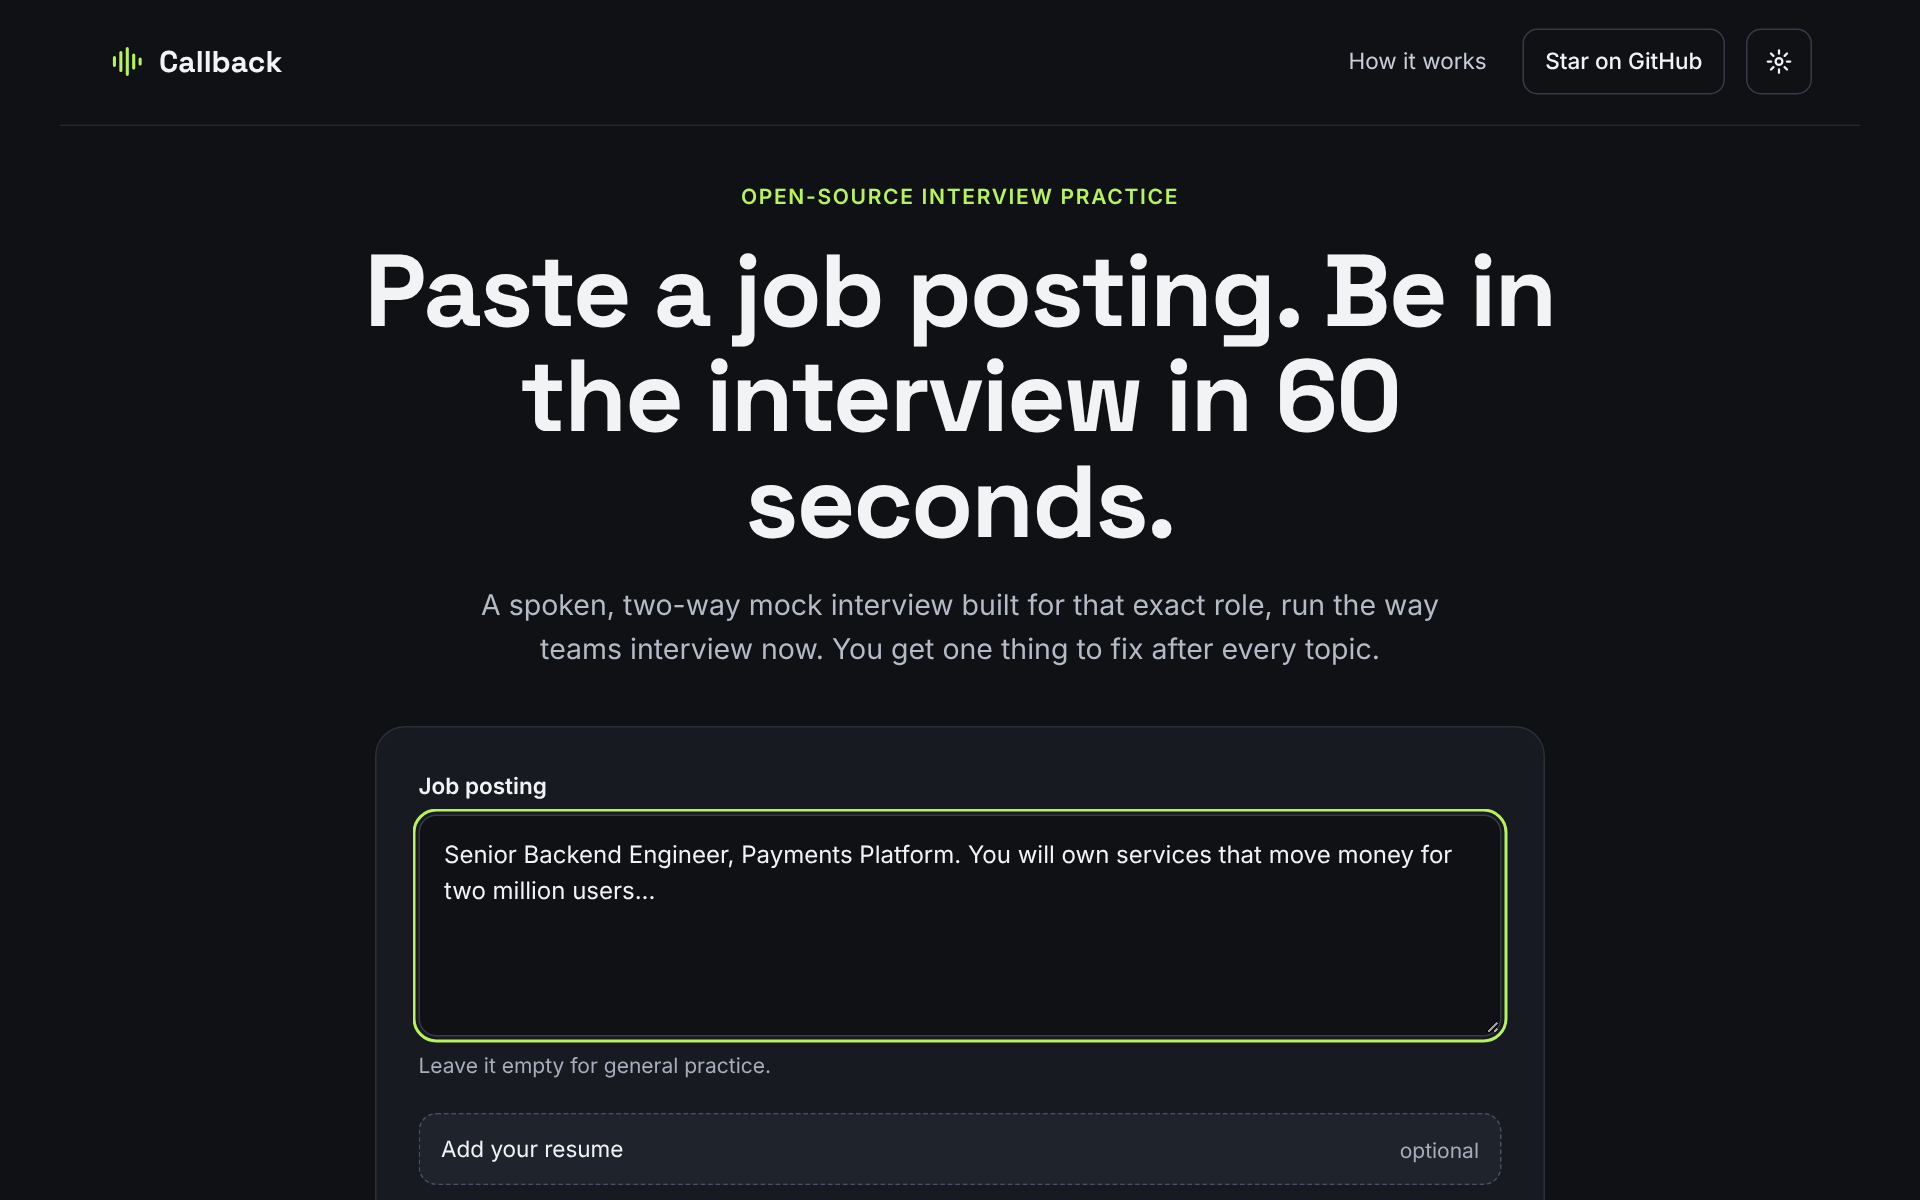 Callback
How it works
Star on GitHub
OPEN-SOURCE INTERVIEW PRACTICE
Paste a job posting. Be in
the interview in 60
seconds.
A spoken, two-way mock interview built for that exact role, run the way
teams interview now. You get one thing to fix after every topic.
Job posting
Senior Backend Engineer, Payments Platform. You will own services that move money for
two million users...
Leave it empty for general practice.
Add your resume
optional